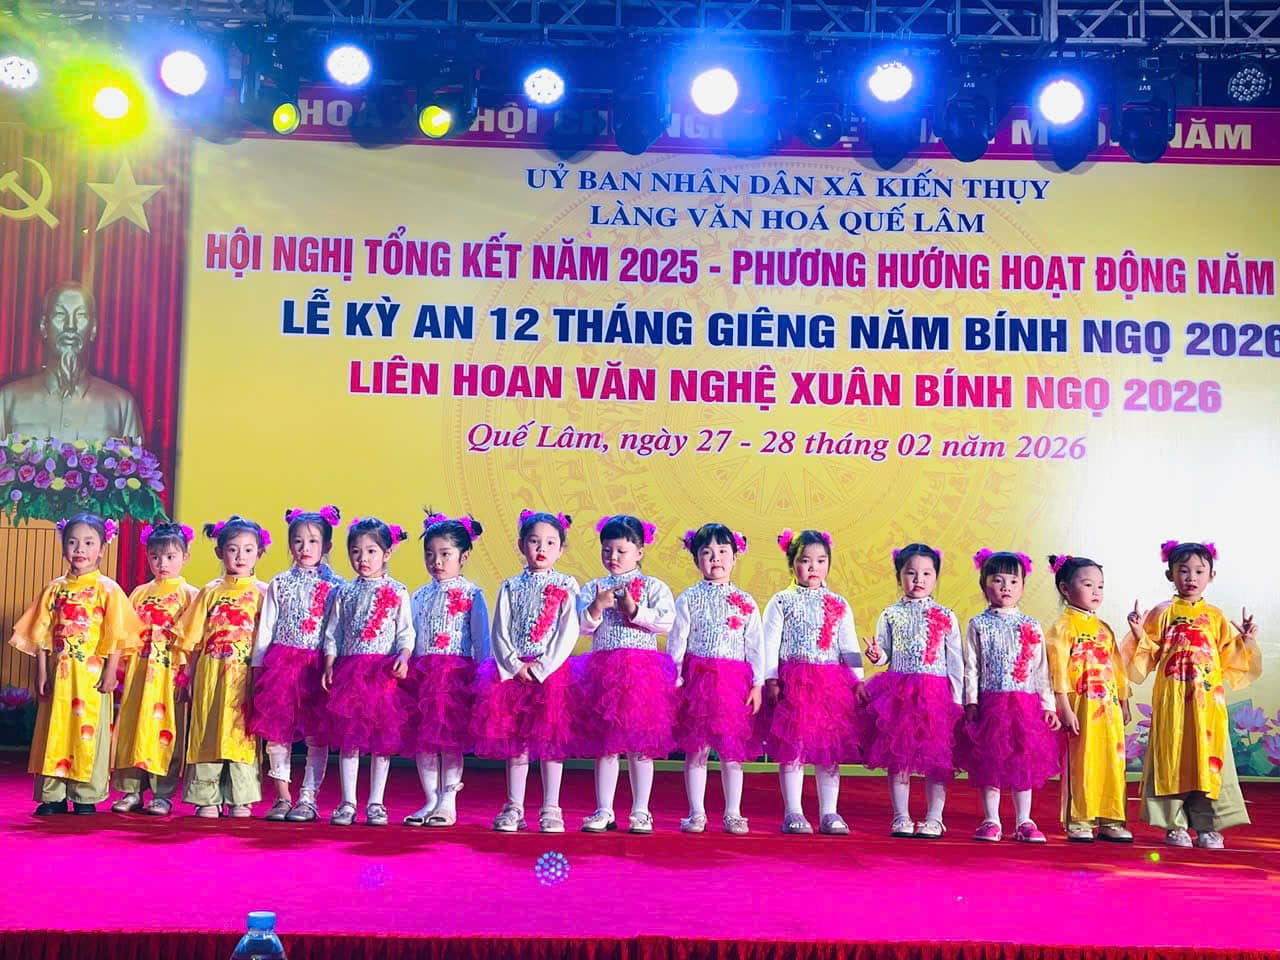 HỘI NĂM
UỶ BAN NHÂN DÂN XÃ KIẾN THỤY
LÀNG VĂN HOÁ QUẾ LÂM
HỘI NGHỊ TỔNG KẾT NĂM 2025 - PHƯƠNG HƯỚNG HOẠT ĐỘNG NĂM
LỄ KỲ AN 12 THÁNG GIÊNG NĂM BÍNH NGỌ 2026
LIÊN HOAN VĂN NGHỆ XUÂN BÍNH NGỌ 2026
Quế Lâm, ngày 27 - 28 tháng 02 năm 2026